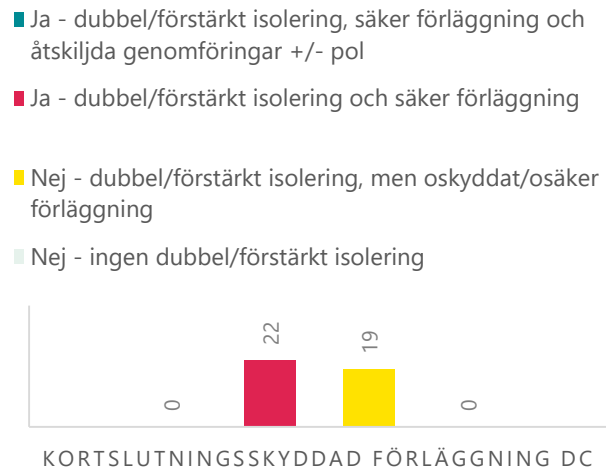 Ja - dubbel/förstärkt isolering, säker förläggning och
åtskiljda genomföringar +/- pol
Ja - dubbel/förstärkt isolering och säker förläggning
Nej - dubbel/förstärkt isolering, men oskyddat/osäker
förläggning
Nej - ingen dubbel/förstärkt isolering
0
22
19
0
KORTSLUTNINGSSKYDDAD FÖRLÄGGNING DC